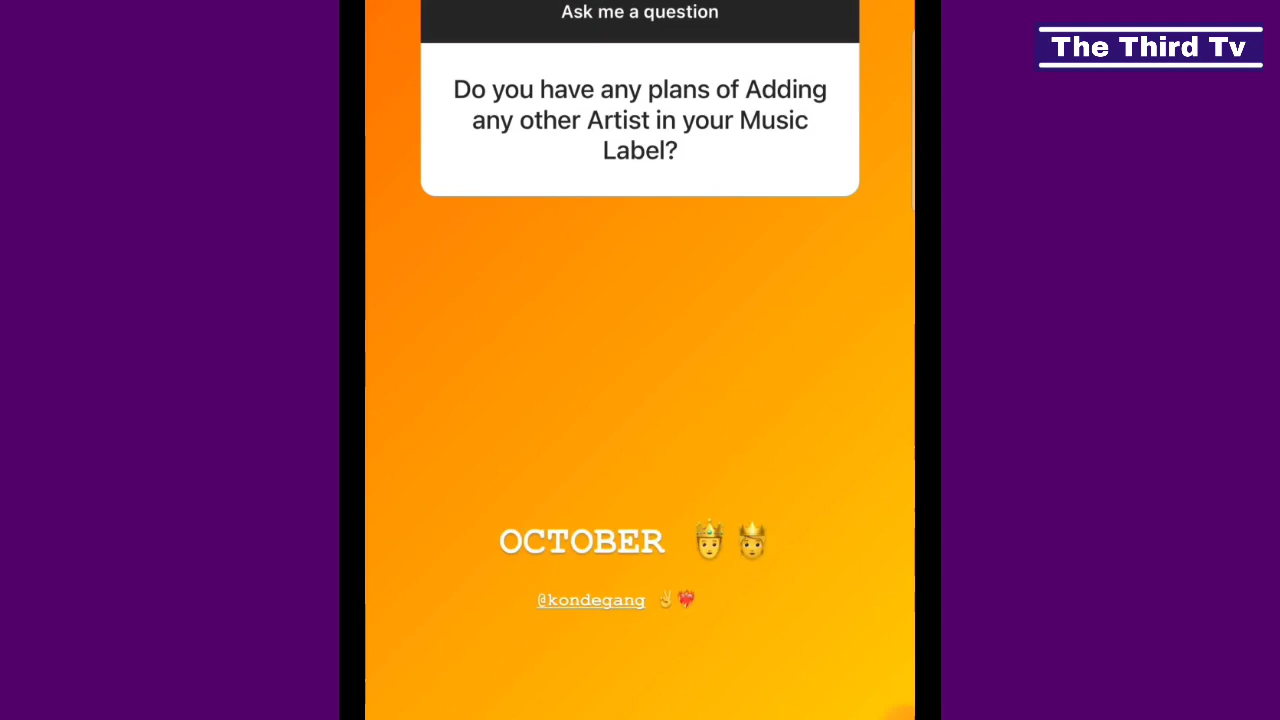 Ask me a question
The Third Tv
Do you have any plans of Adding
any other Artist in your Music
Label?
OCTOBER 🤴👸
@kondegang ✌️💝